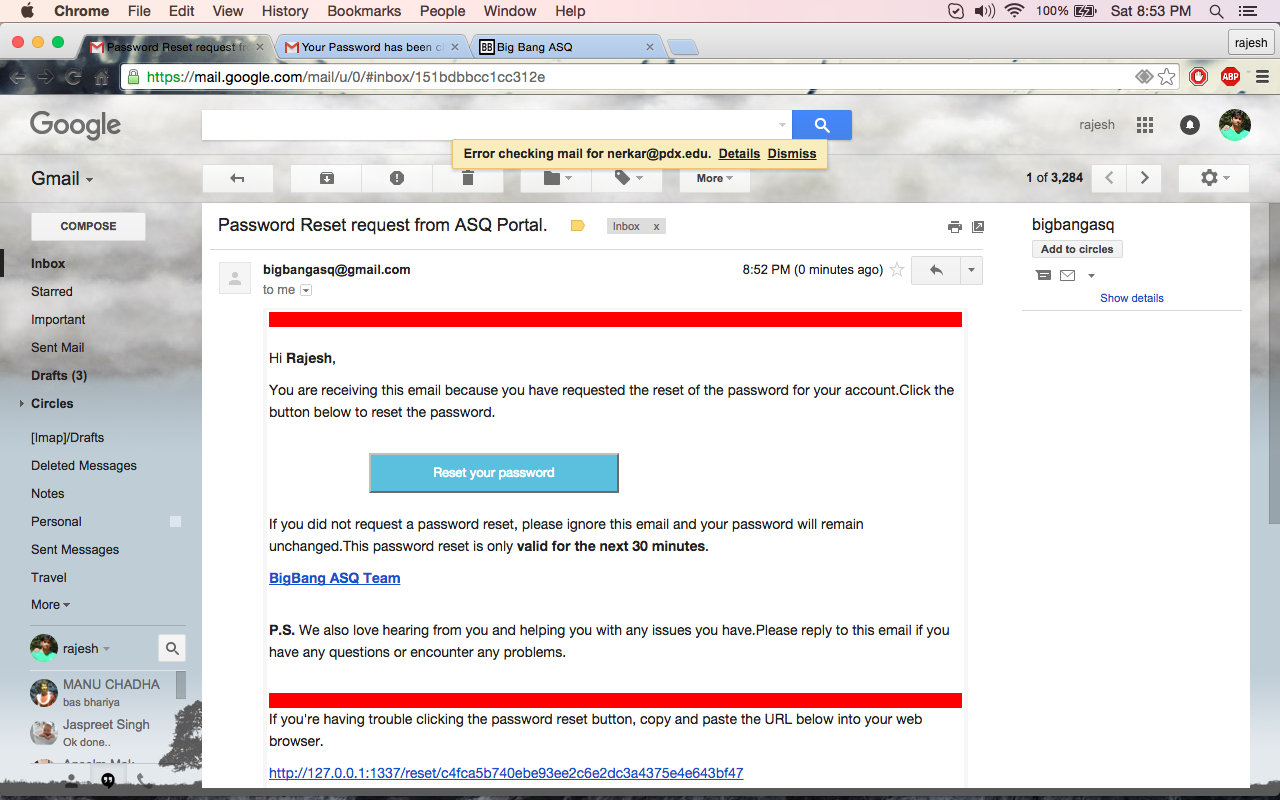 Chrome File Edit View History Bookmarks People Window Help 100% Sat 8:53 PM
Password Reset request fr Your Password has been c BB Big Bang ASQ rajesh
https://mail.google.com/mail/u/0/#inbox/151bdbbcc1cc312e ABP
Google rajesh
Error checking mail for nerkar@pdx.edu. Details Dismiss
Gmail More 1 of 3,284
COMPOSE
Inbox
Starred
Important
Sent Mail
Drafts (3)
Circles
[Imap]/Drafts
Deleted Messages
Notes
Personal
Sent Messages
Travel
More
rajesh
MANU CHADHA
bas bhariya
Jaspreet Singh
Ok done..
Password Reset request from ASQ Portal. Inbox x
bigbangasq@gmail.com 8:52 PM (0 minutes ago)
to me
Hi Rajesh,
You are receiving this email because you have requested the reset of the password for your account.Click the
button below to reset the password.
Reset your password
If you did not request a password reset, please ignore this email and your password will remain
unchanged.This password reset is only valid for the next 30 minutes.
BigBang ASQ Team
P.S. We also love hearing from you and helping you with any issues you have.Please reply to this email if you
have any questions or encounter any problems.
If you're having trouble clicking the password reset button, copy and paste the URL below into your web
browser.
http://127.0.0.1:1337/reset/c4fca5b740ebe93ee2c6e2dc3a4375e4e643bf47
bigbangasq
Add to circles
Show details